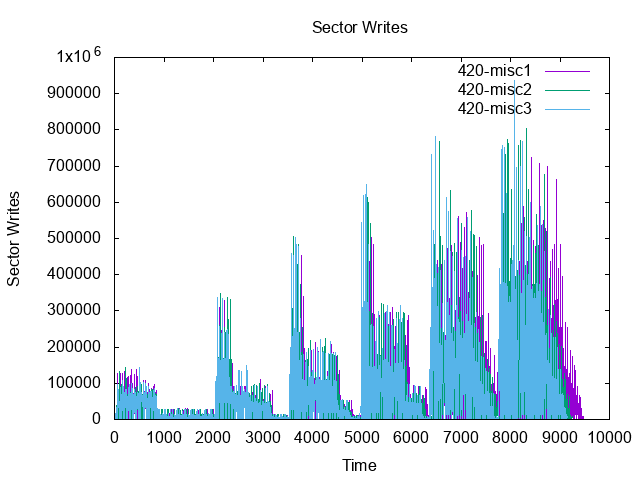 Sector Writes
1x10^6
900000
800000
700000
600000
500000
400000
300000
200000
100000
0
Sector Writes
420-misc1
420-misc2
420-misc3
0 1000 2000 3000 4000 5000 6000 7000 8000 9000 10000
Time